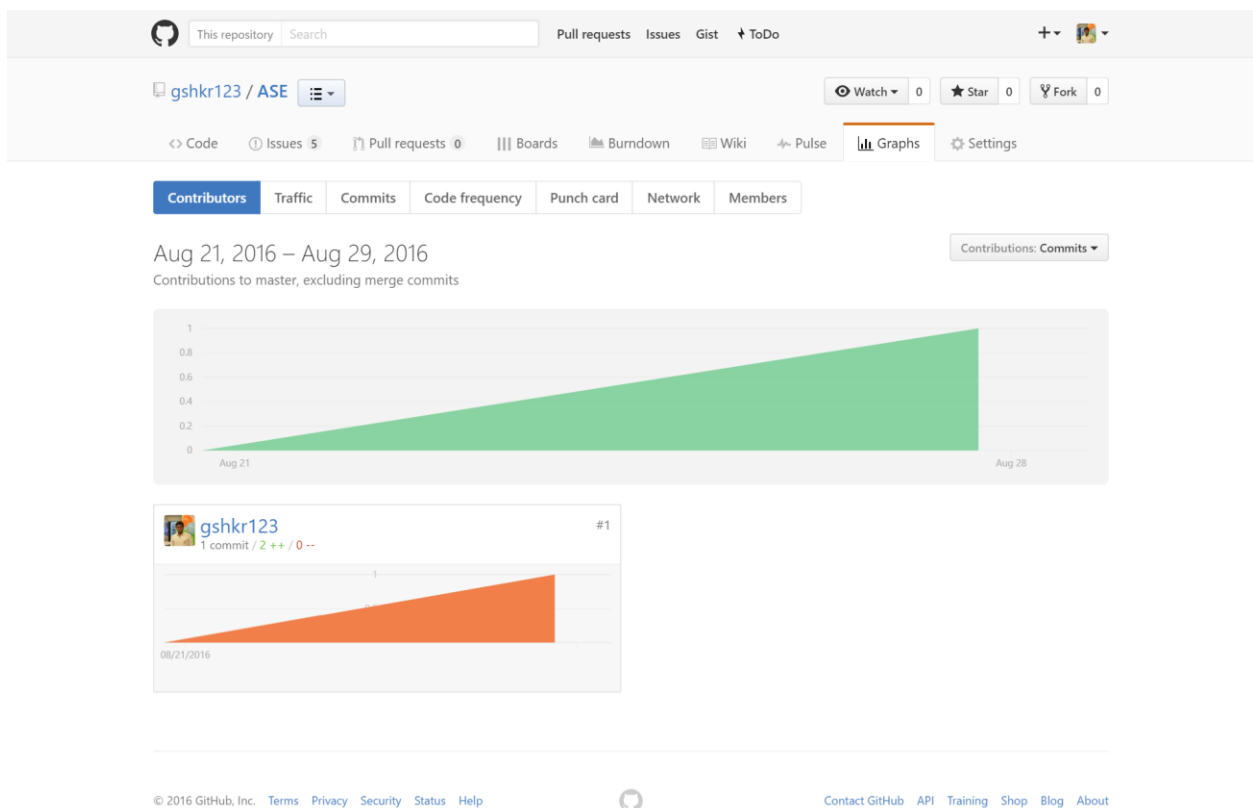 This repository Search Pull requests Issues Gist ToDo
gshkr123 / ASE Watch 0 Star 0 Fork 0
<> Code Issues 5 Pull requests 0 Boards Burndown Wiki Pulse Graphs Settings
Contributors Traffic Commits Code frequency Punch card Network Members
Aug 21, 2016 – Aug 29, 2016 Contributions: Commits
Contributions to master, excluding merge commits
1
0.8
0.6
0.4
0.2
0
Aug 21 Aug 28
gshkr123 #1
1 commit / 2 ++ / 0 --
1
08/21/2016
© 2016 GitHub, Inc. Terms Privacy Security Status Help Contact GitHub API Training Shop Blog About